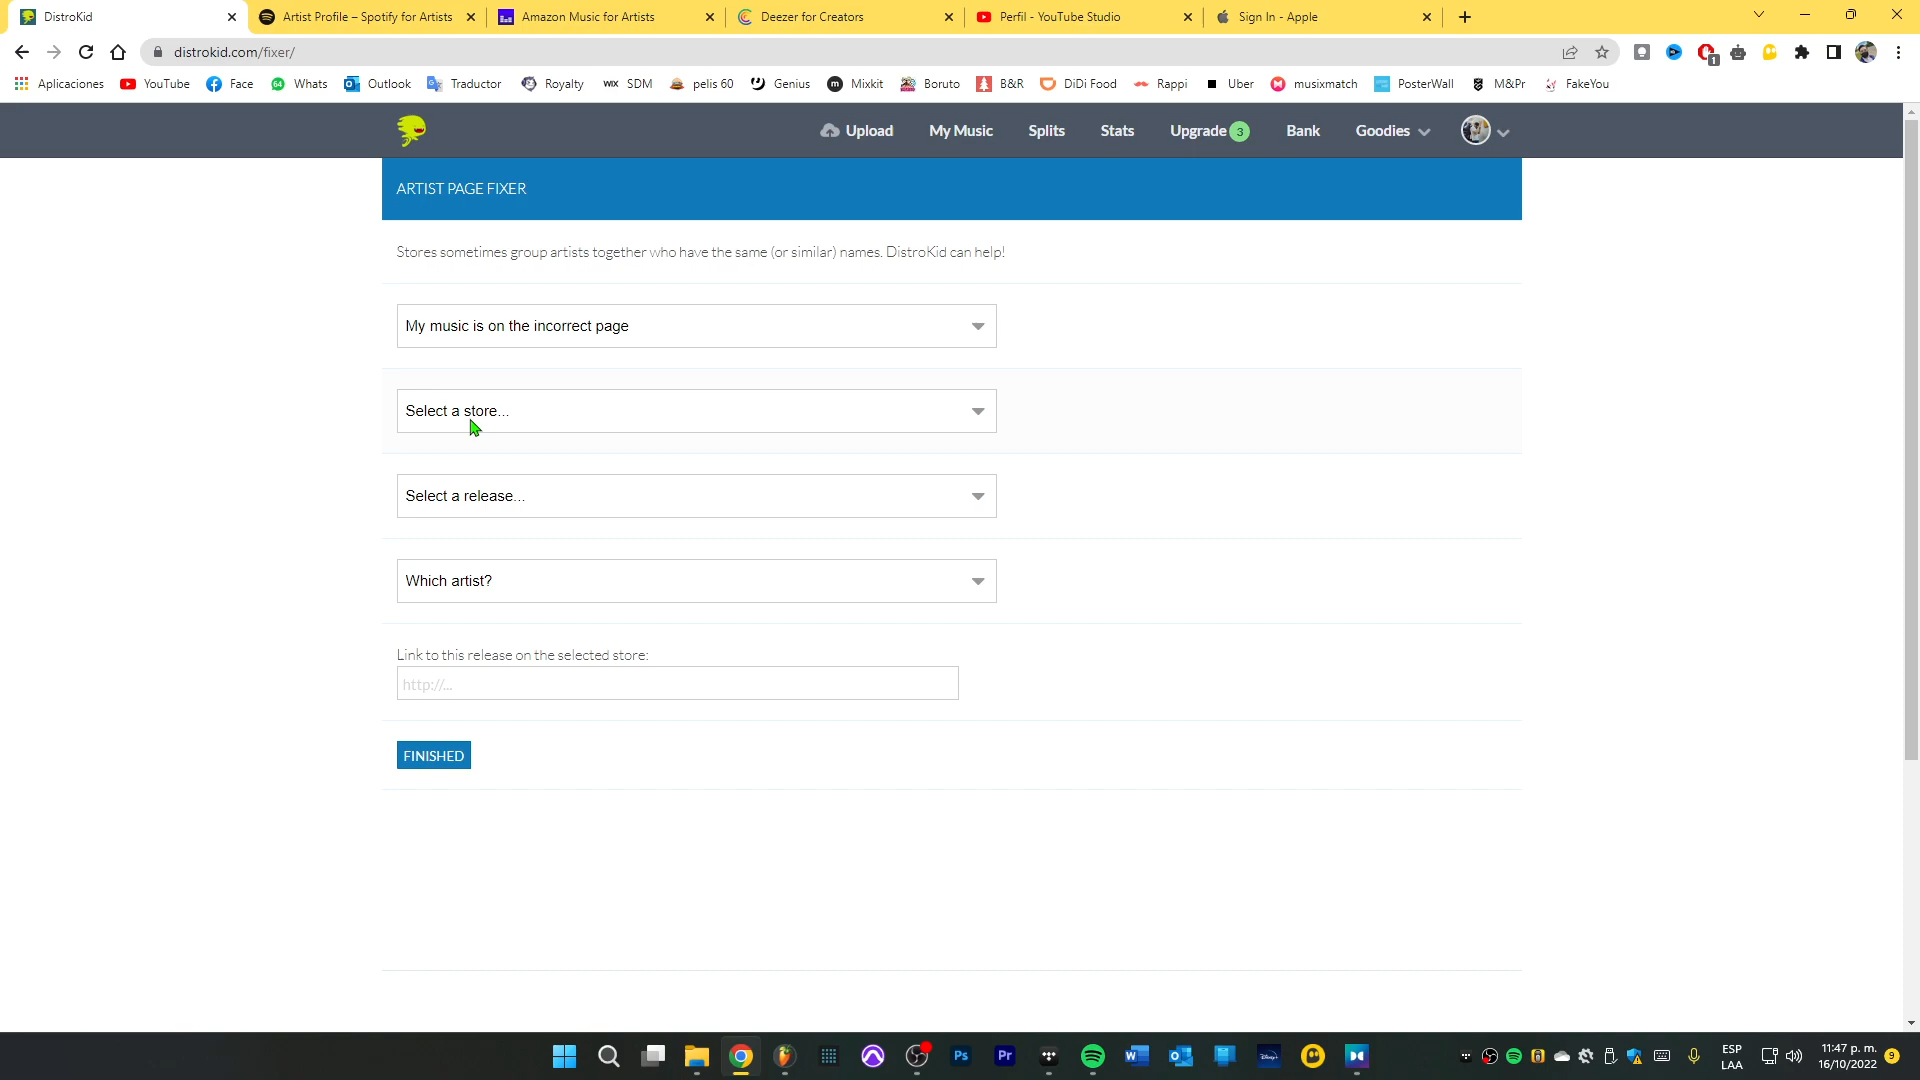 DistroKid
Artist Profile – Spotify for Artists
Amazon Music for Artists
Deezer for Creators
Perfil - YouTube Studio
Sign In - Apple
distrokid.com/fixer/
1
Aplicaciones
YouTube
Face
Whats
Outlook
Traductor
Royalty
WIX SDM
pelis 60
Genius
Mixkit
Boruto
B&R
DiDi Food
Rappi
Uber
musixmatch
PosterWall
M&Pr
FakeYou
Upload
My Music
Splits
Stats
Upgrade 3
Bank
Goodies
ARTIST PAGE FIXER
Stores sometimes group artists together who have the same (or similar) names. DistroKid can help!
My music is on the incorrect page
Select a store...
Select a release...
Which artist?
Link to this release on the selected store:
http://...
FINISHED
Ps
Pr
ESP
LAA
11:47 p. m.
16/10/2022
9